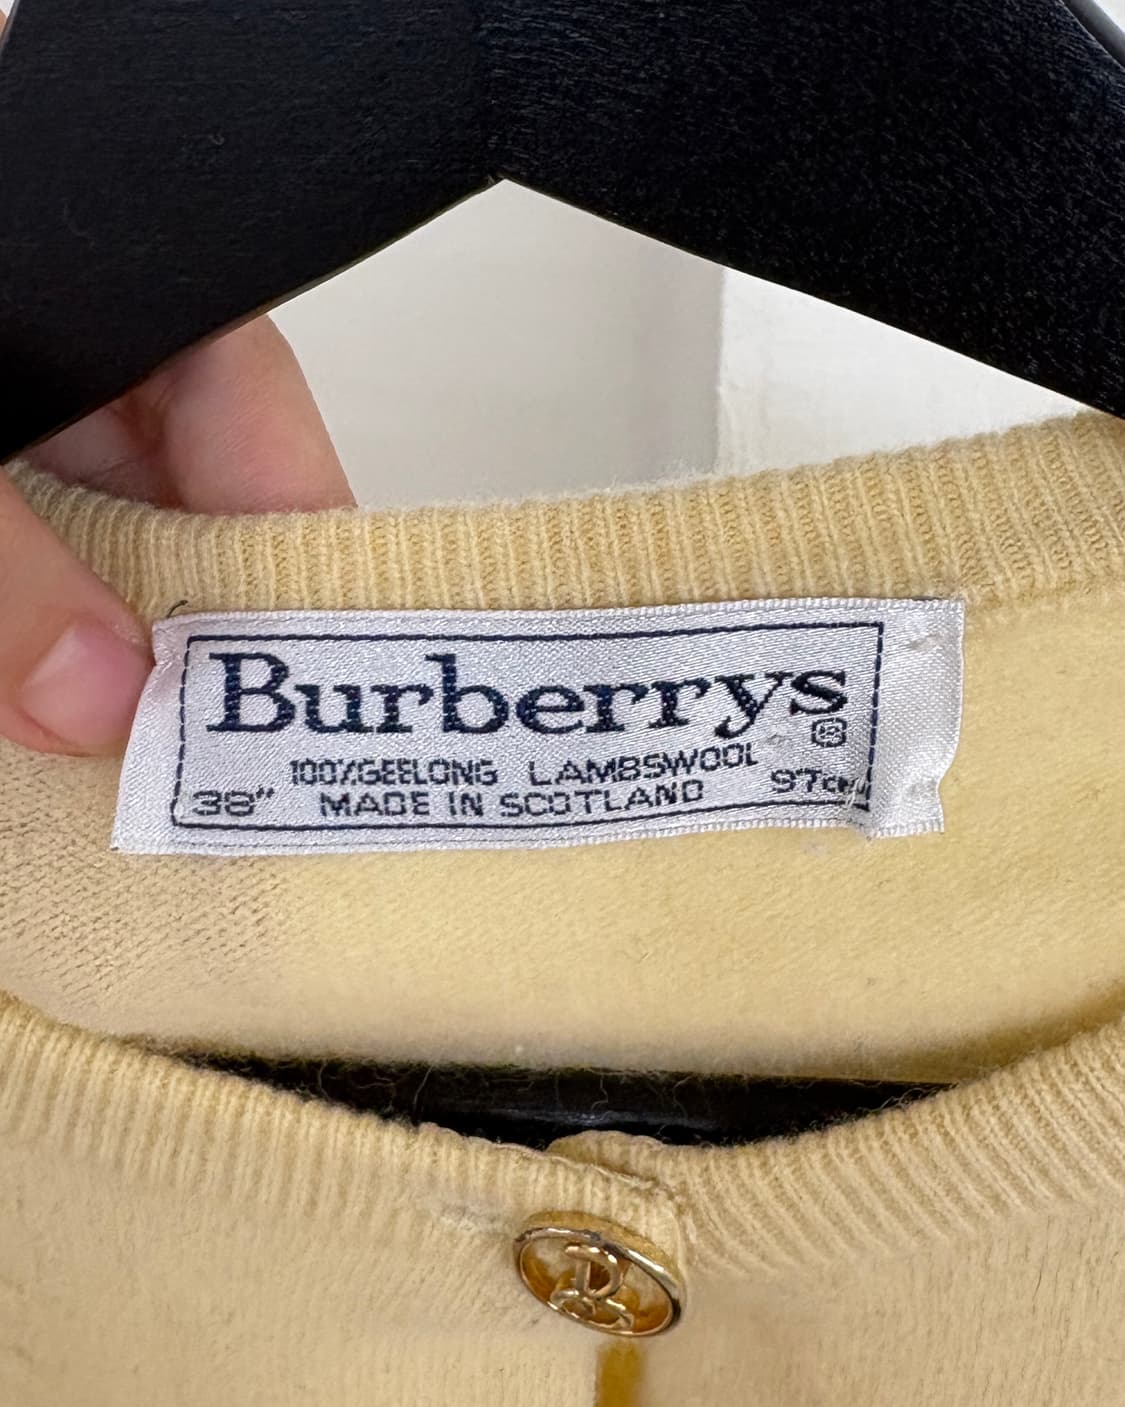 Burberrys ®
100%GEELONG LAMBSWOOL
38" MADE IN SCOTLAND 97cm